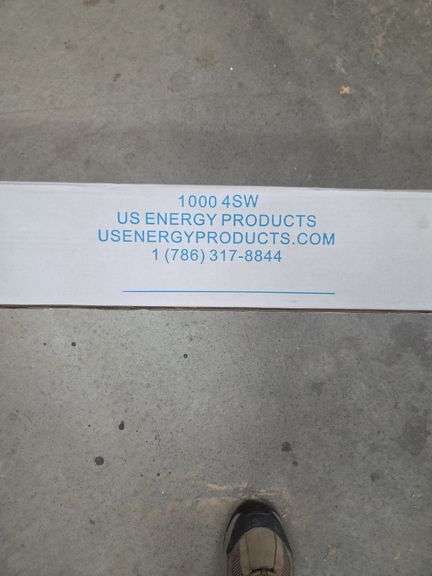 1000 4SW
US ENERGY PRODUCTS
USENERGYPRODUCTS.COM
1 (786) 317-8844